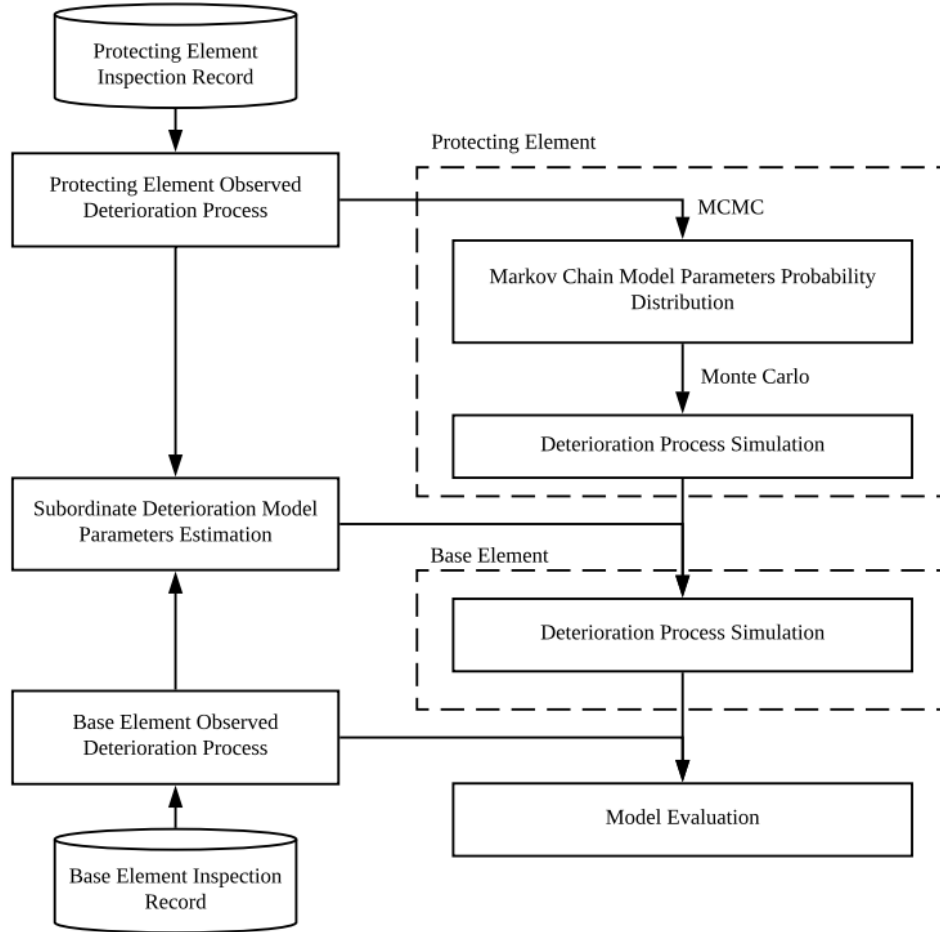 Protecting Element
Inspection Record
Protecting Element Observed
Deterioration Process
Protecting Element
MCMC
Markov Chain Model Parameters Probability
Distribution
Monte Carlo
Deterioration Process Simulation
Subordinate Deterioration Model
Parameters Estimation
Base Element
Deterioration Process Simulation
Base Element Observed
Deterioration Process
Model Evaluation
Base Element Inspection
Record